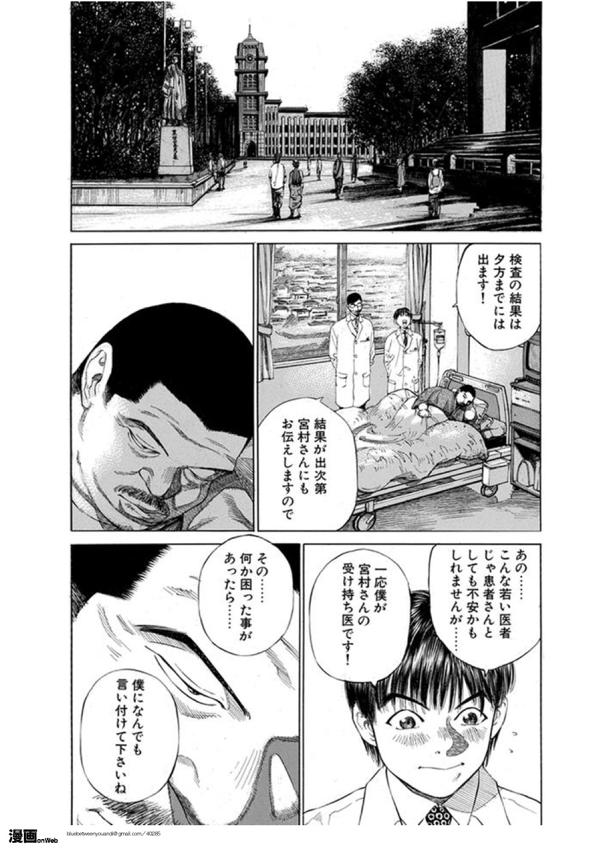 検査の結果は
夕方までには
出ます！
結果が出次第
宮村さんにも
お伝えしますので
あの……
こんな若い医者
じゃ患者さんと
しても不安かも
しれませんが……
一応僕が
宮村さんの
受け持ち医です！
その……
何か困った事が
あったら……
僕になんでも
言い付けて下さいね
漫画onWeb
bluebetweenyouandi@gmail.com / 40285